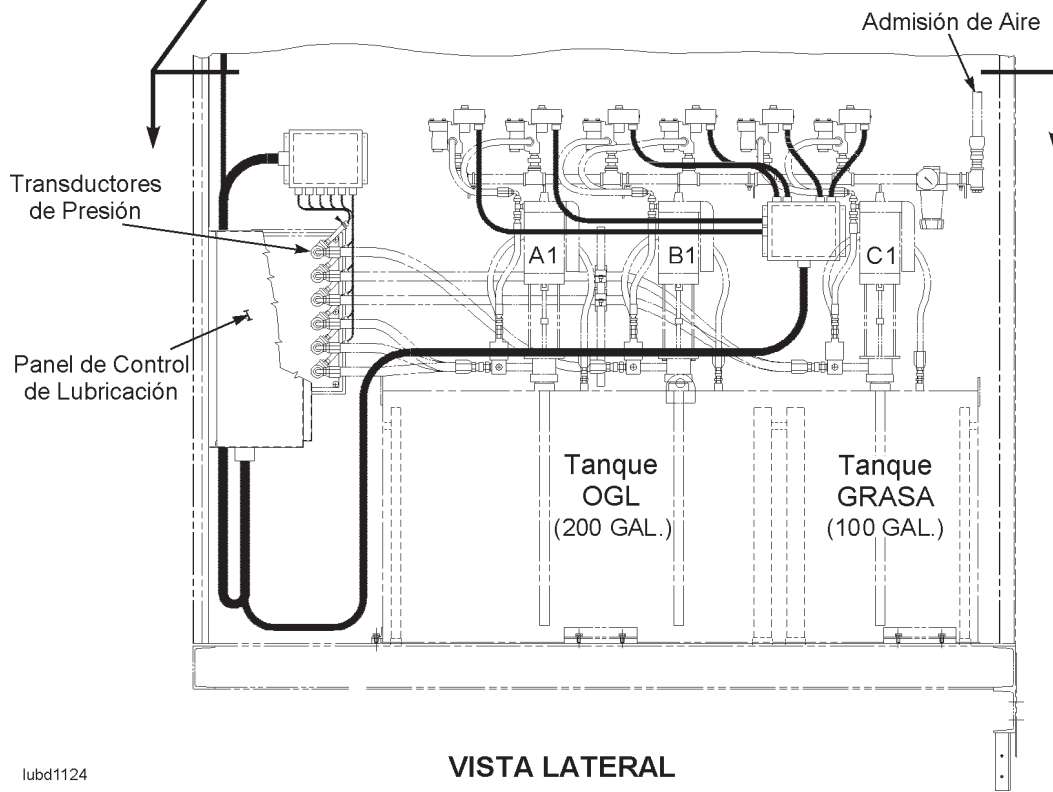 Admisión de Aire
Transductores
de Presión
A1
B1
C1
Panel de Control
de Lubricación
Tanque
OGL
(200 GAL.)
Tanque
GRASA
(100 GAL.)
lubd1124
VISTA LATERAL